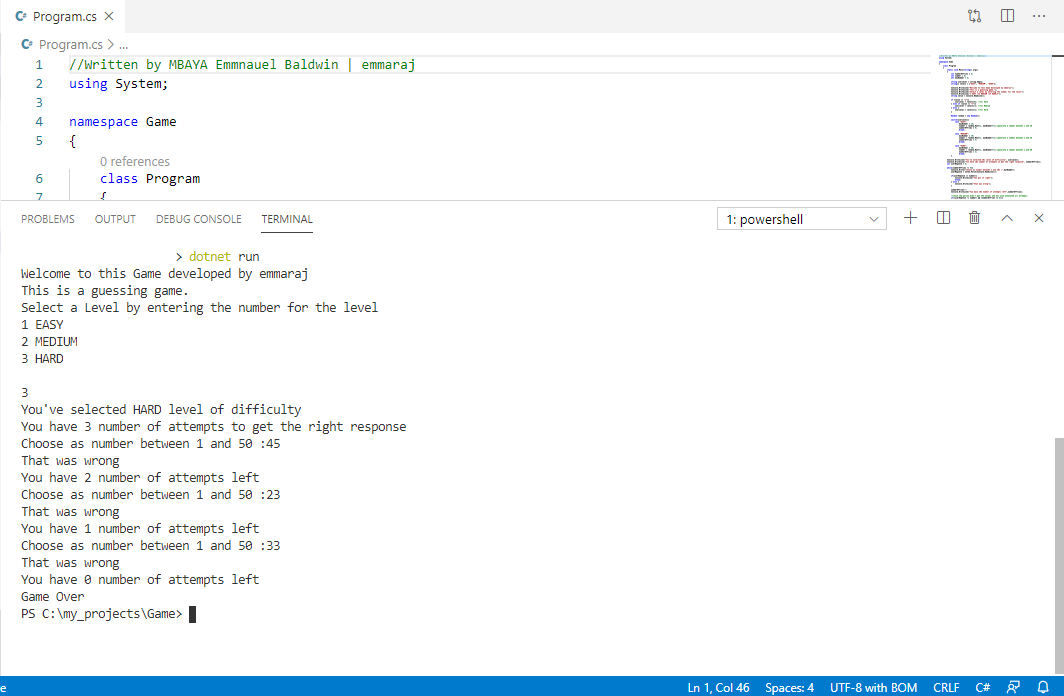 C# Program.cs ×
C# Program.cs > ...
1 //Written by MBAYA Emmnauel Baldwin | emmaraj
2 using System;
3
4 namespace Game
5 {
0 references
6 class Program
7 {
PROBLEMS OUTPUT DEBUG CONSOLE TERMINAL 1: powershell
> dotnet run
Welcome to this Game developed by emmaraj
This is a guessing game.
Select a Level by entering the number for the level
1 EASY
2 MEDIUM
3 HARD
3
You've selected HARD level of difficulty
You have 3 number of attempts to get the right response
Choose as number between 1 and 50 :45
That was wrong
You have 2 number of attempts left
Choose as number between 1 and 50 :23
That was wrong
You have 1 number of attempts left
Choose as number between 1 and 50 :33
That was wrong
You have 0 number of attempts left
Game Over
PS C:\my_projects\Game>
e Ln 1, Col 46 Spaces: 4 UTF-8 with BOM CRLF C#